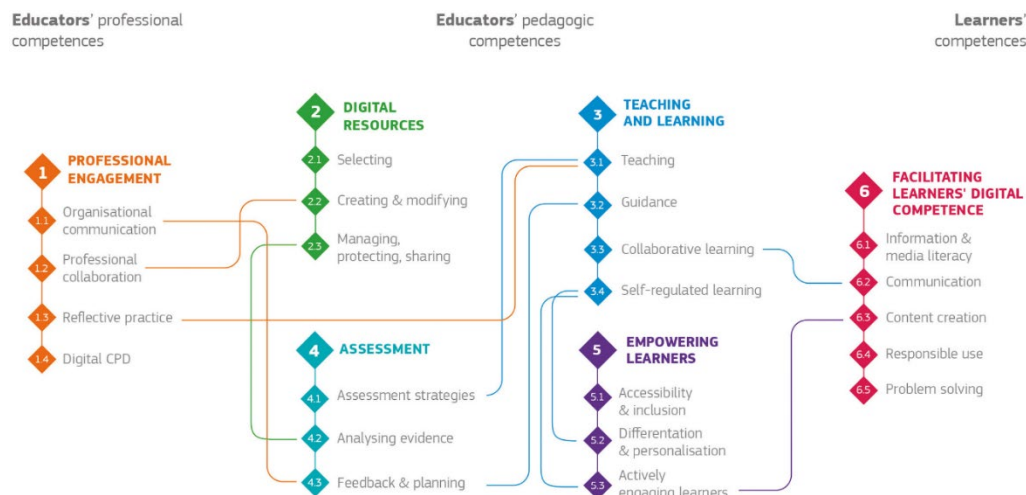 Educators' professional
competences
Educators' pedagogic
competences
Learners'
competences
1 PROFESSIONAL
ENGAGEMENT
1.1 Organisational
communication
1.2 Professional
collaboration
1.3 Reflective practice
1.4 Digital CPD
2 DIGITAL
RESOURCES
2.1 Selecting
2.2 Creating & modifying
2.3 Managing,
protecting, sharing
3 TEACHING
AND LEARNING
3.1 Teaching
3.2 Guidance
3.3 Collaborative learning
3.4 Self-regulated learning
4 ASSESSMENT
4.1 Assessment strategies
4.2 Analysing evidence
4.3 Feedback & planning
5 EMPOWERING
LEARNERS
5.1 Accessibility
& inclusion
5.2 Differentation
& personalisation
5.3 Actively
engaging learners
6 FACILITATING
LEARNERS' DIGITAL
COMPETENCE
6.1 Information &
media literacy
6.2 Communication
6.3 Content creation
6.4 Responsible use
6.5 Problem solving